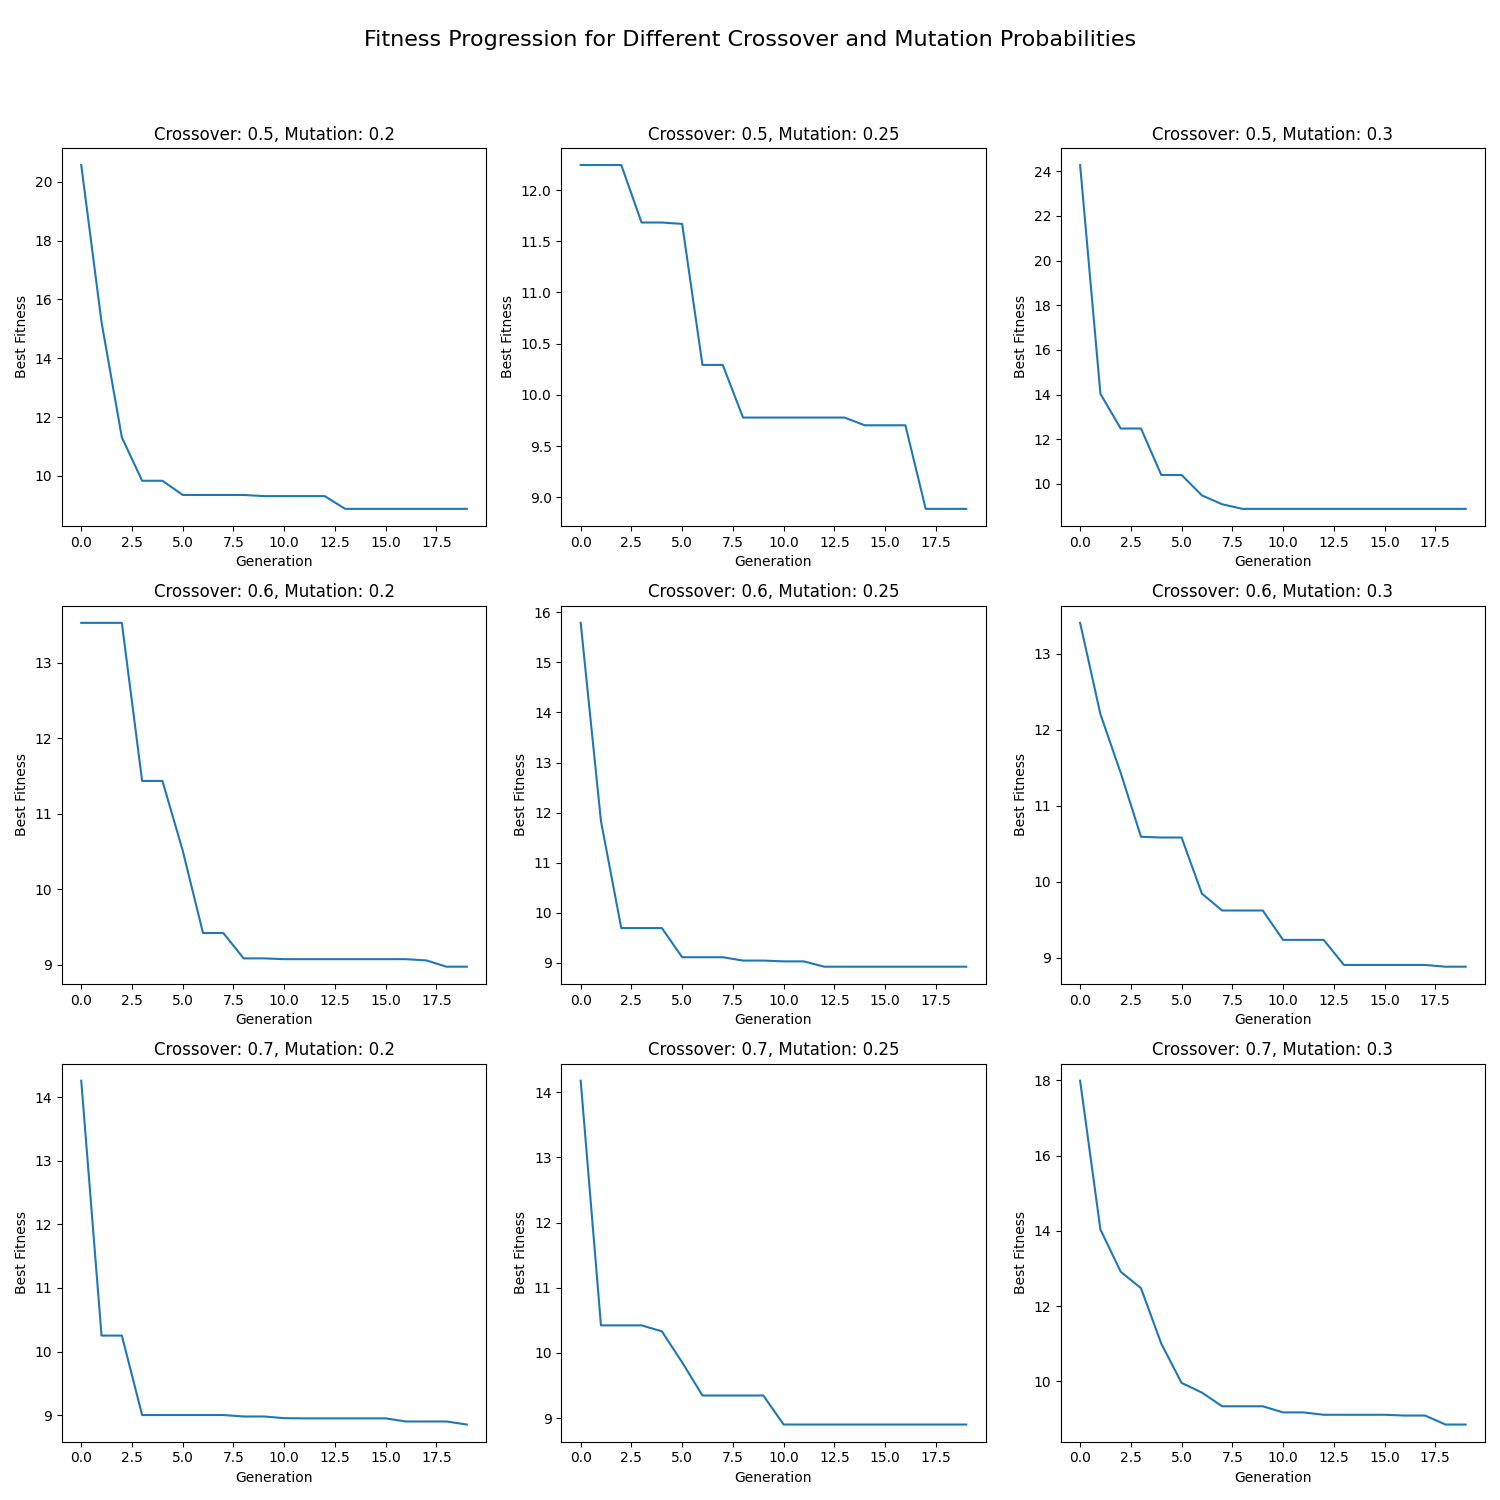 Fitness Progression for Different Crossover and Mutation Probabilities
Crossover: 0.5, Mutation: 0.2
20
18
16
14
12
10
Best Fitness
0.0 2.5 5.0 7.5 10.0 12.5 15.0 17.5
Generation
Crossover: 0.5, Mutation: 0.25
12.0
11.5
11.0
10.5
10.0
9.5
9.0
Best Fitness
0.0 2.5 5.0 7.5 10.0 12.5 15.0 17.5
Generation
Crossover: 0.5, Mutation: 0.3
24
22
20
18
16
14
12
10
Best Fitness
0.0 2.5 5.0 7.5 10.0 12.5 15.0 17.5
Generation
Crossover: 0.6, Mutation: 0.2
13
12
11
10
9
Best Fitness
0.0 2.5 5.0 7.5 10.0 12.5 15.0 17.5
Generation
Crossover: 0.6, Mutation: 0.25
16
15
14
13
12
11
10
9
Best Fitness
0.0 2.5 5.0 7.5 10.0 12.5 15.0 17.5
Generation
Crossover: 0.6, Mutation: 0.3
13
12
11
10
9
Best Fitness
0.0 2.5 5.0 7.5 10.0 12.5 15.0 17.5
Generation
Crossover: 0.7, Mutation: 0.2
14
13
12
11
10
9
Best Fitness
0.0 2.5 5.0 7.5 10.0 12.5 15.0 17.5
Generation
Crossover: 0.7, Mutation: 0.25
14
13
12
11
10
9
Best Fitness
0.0 2.5 5.0 7.5 10.0 12.5 15.0 17.5
Generation
Crossover: 0.7, Mutation: 0.3
18
16
14
12
10
Best Fitness
0.0 2.5 5.0 7.5 10.0 12.5 15.0 17.5
Generation